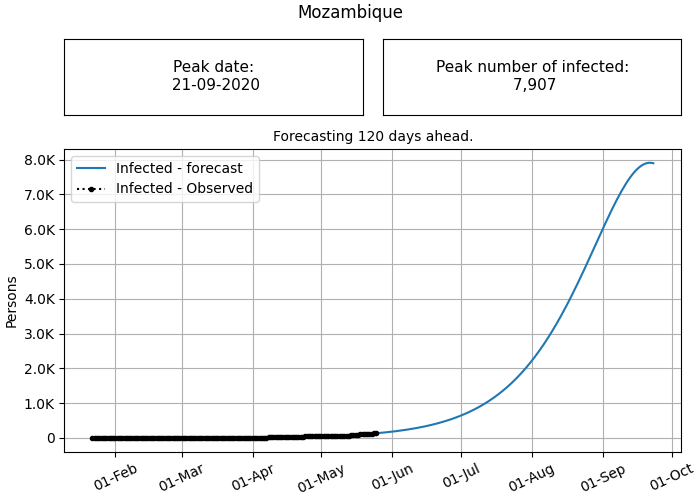 Mozambique
Peak date:
21-09-2020
Peak number of infected:
7,907
Forecasting 120 days ahead.
Infected - forecast
Infected - Observed
8.0K
7.0K
6.0K
5.0K
4.0K
3.0K
2.0K
1.0K
0
Persons
01-Feb
01-Mar
01-Apr
01-May
01-Jun
01-Jul
01-Aug
01-Sep
01-Oct